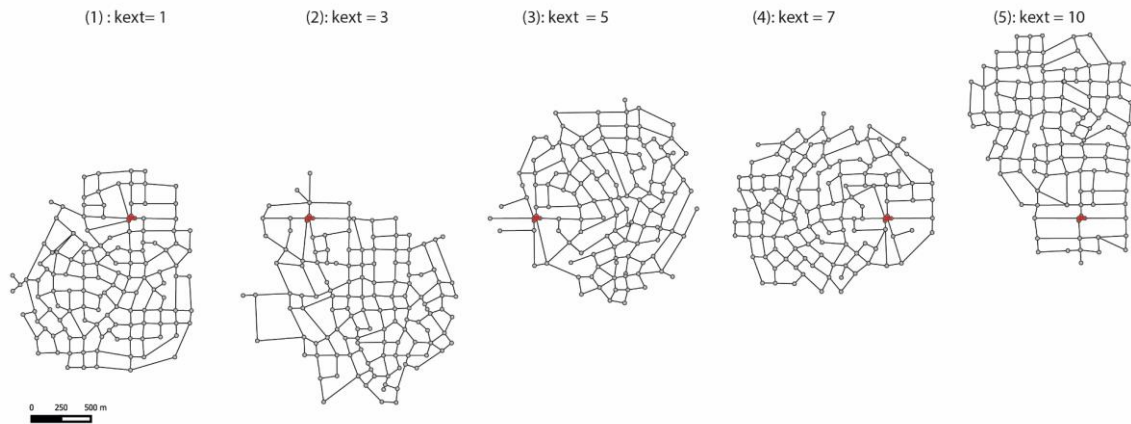 (1) : kext= 1
(2): kext = 3
(3): kext = 5
(4): kext = 7
(5): kext = 10
0 250 500 m